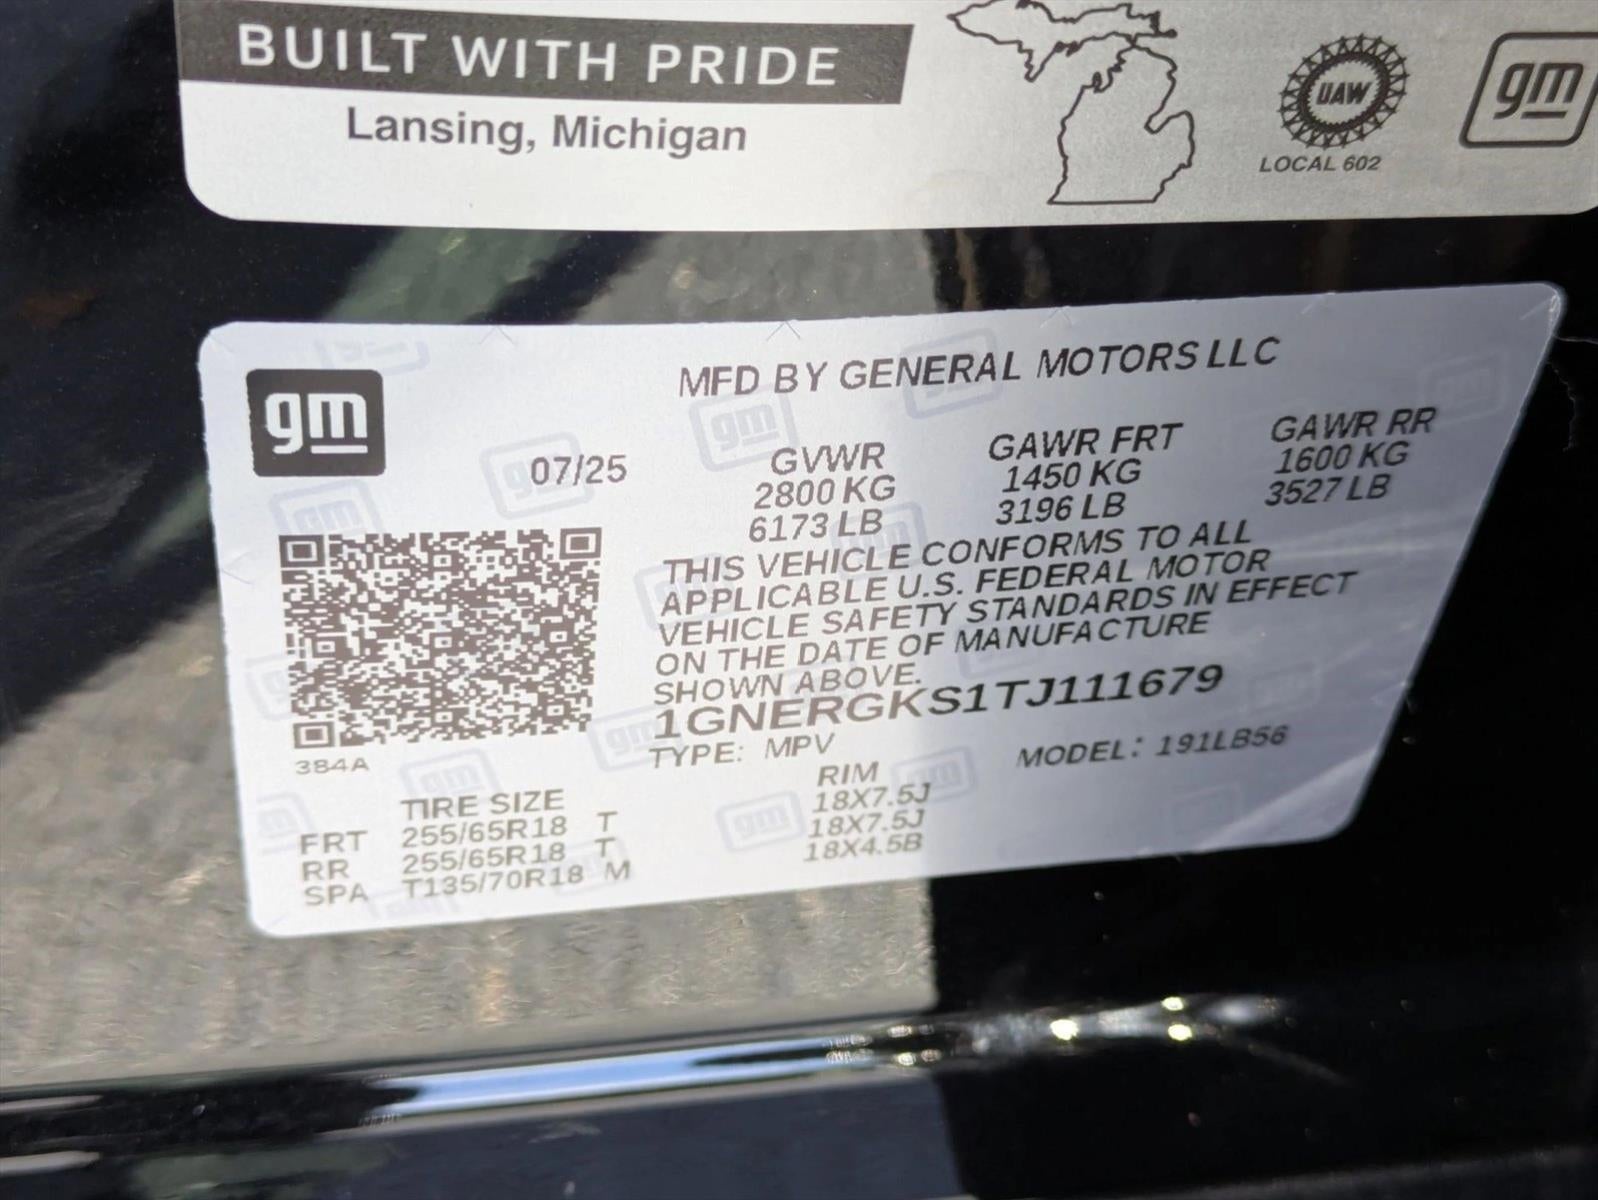 BUILT WITH PRIDE
Lansing, Michigan
UAW
LOCAL 602
gm
gm
MFD BY GENERAL MOTORS LLC
07/25
GVWR GAWR FRT GAWR RR
2800 KG 1450 KG 1600 KG
6173 LB 3196 LB 3527 LB
THIS VEHICLE CONFORMS TO ALL
APPLICABLE U.S. FEDERAL MOTOR
VEHICLE SAFETY STANDARDS IN EFFECT
ON THE DATE OF MANUFACTURE
SHOWN ABOVE.
1GNERGKS1TJ111679
TYPE: MPV MODEL: 191LB56
384A
TIRE SIZE RIM
FRT 255/65R18 T 18X7.5J
RR 255/65R18 T 18X7.5J
SPA T135/70R18 M 18X4.5B